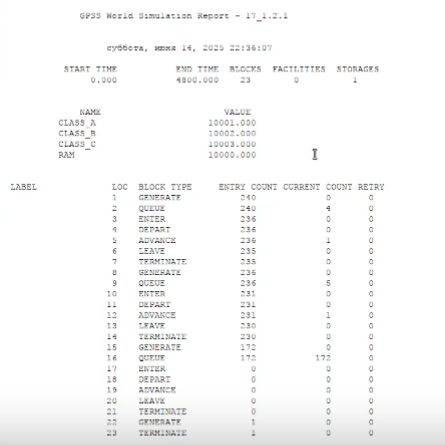 GPSS World Simulation Report - 17_1.2.1
суббота, июня 14, 2025 22:36:07
START TIME END TIME BLOCKS FACILITIES STORAGES
0.000 4800.000 23 0 1
NAME VALUE
CLASS_A 10001.000
CLASS_B 10002.000
CLASS_C 10003.000
RAM 10000.000
LABEL LOC BLOCK TYPE ENTRY COUNT CURRENT COUNT RETRY
1 GENERATE 240 0 0
2 QUEUE 240 4 0
3 ENTER 236 0 0
4 DEPART 236 0 0
5 ADVANCE 236 1 0
6 LEAVE 235 0 0
7 TERMINATE 235 0 0
8 GENERATE 236 0 0
9 QUEUE 236 5 0
10 ENTER 231 0 0
11 DEPART 231 0 0
12 ADVANCE 231 1 0
13 LEAVE 230 0 0
14 TERMINATE 230 0 0
15 GENERATE 172 0 0
16 QUEUE 172 172 0
17 ENTER 0 0 0
18 DEPART 0 0 0
19 ADVANCE 0 0 0
20 LEAVE 0 0 0
21 TERMINATE 0 0 0
22 GENERATE 1 0 0
23 TERMINATE 1 0 0